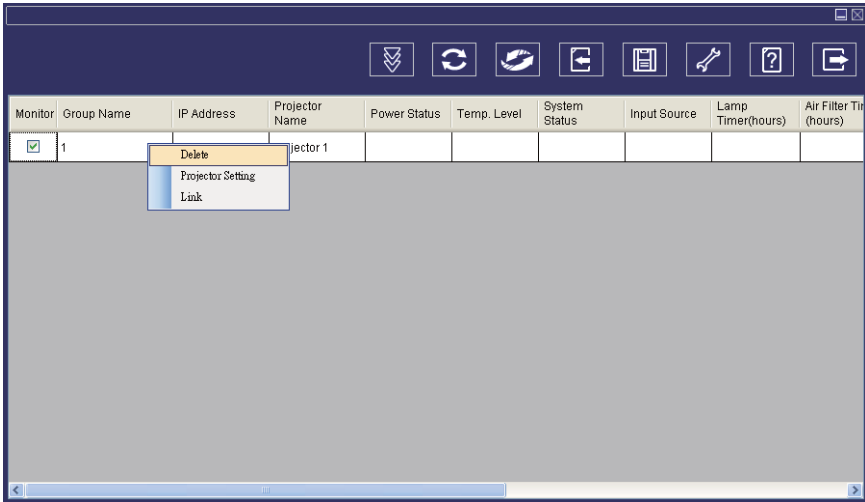 Monitor Group Name IP Address Projector Name Power Status Temp. Level System Status Input Source Lamp Timer(hours) Air Filter (hours)
1 jector 1
Delete
Projector Setting
Link